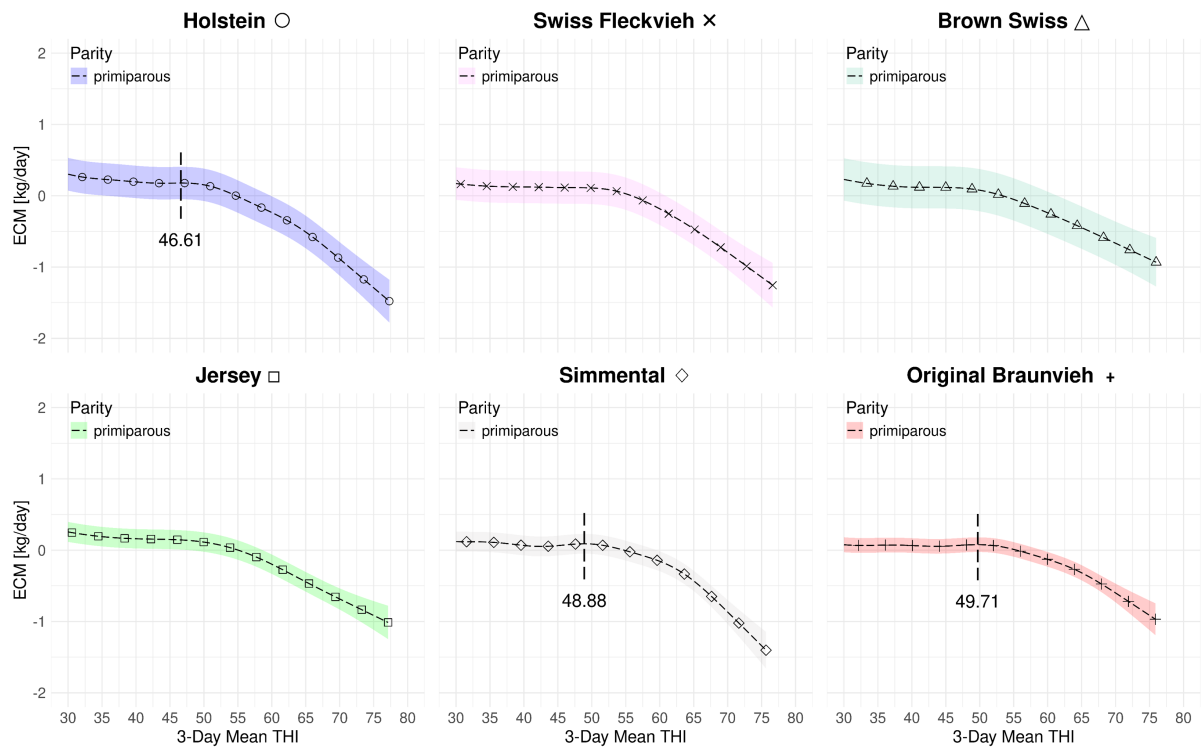 Holstein ○ Swiss Fleckvieh × Brown Swiss △
Parity Parity Parity
primiparous primiparous primiparous
2
1
0
-1
-2
ECM [kg/day]
46.61
Jersey □ Simmental ◇ Original Braunvieh +
Parity Parity Parity
primiparous primiparous primiparous
2
1
0
-1
-2
ECM [kg/day]
48.88
49.71
30 35 40 45 50 55 60 65 70 75 80 30 35 40 45 50 55 60 65 70 75 80 30 35 40 45 50 55 60 65 70 75 80
3-Day Mean THI 3-Day Mean THI 3-Day Mean THI